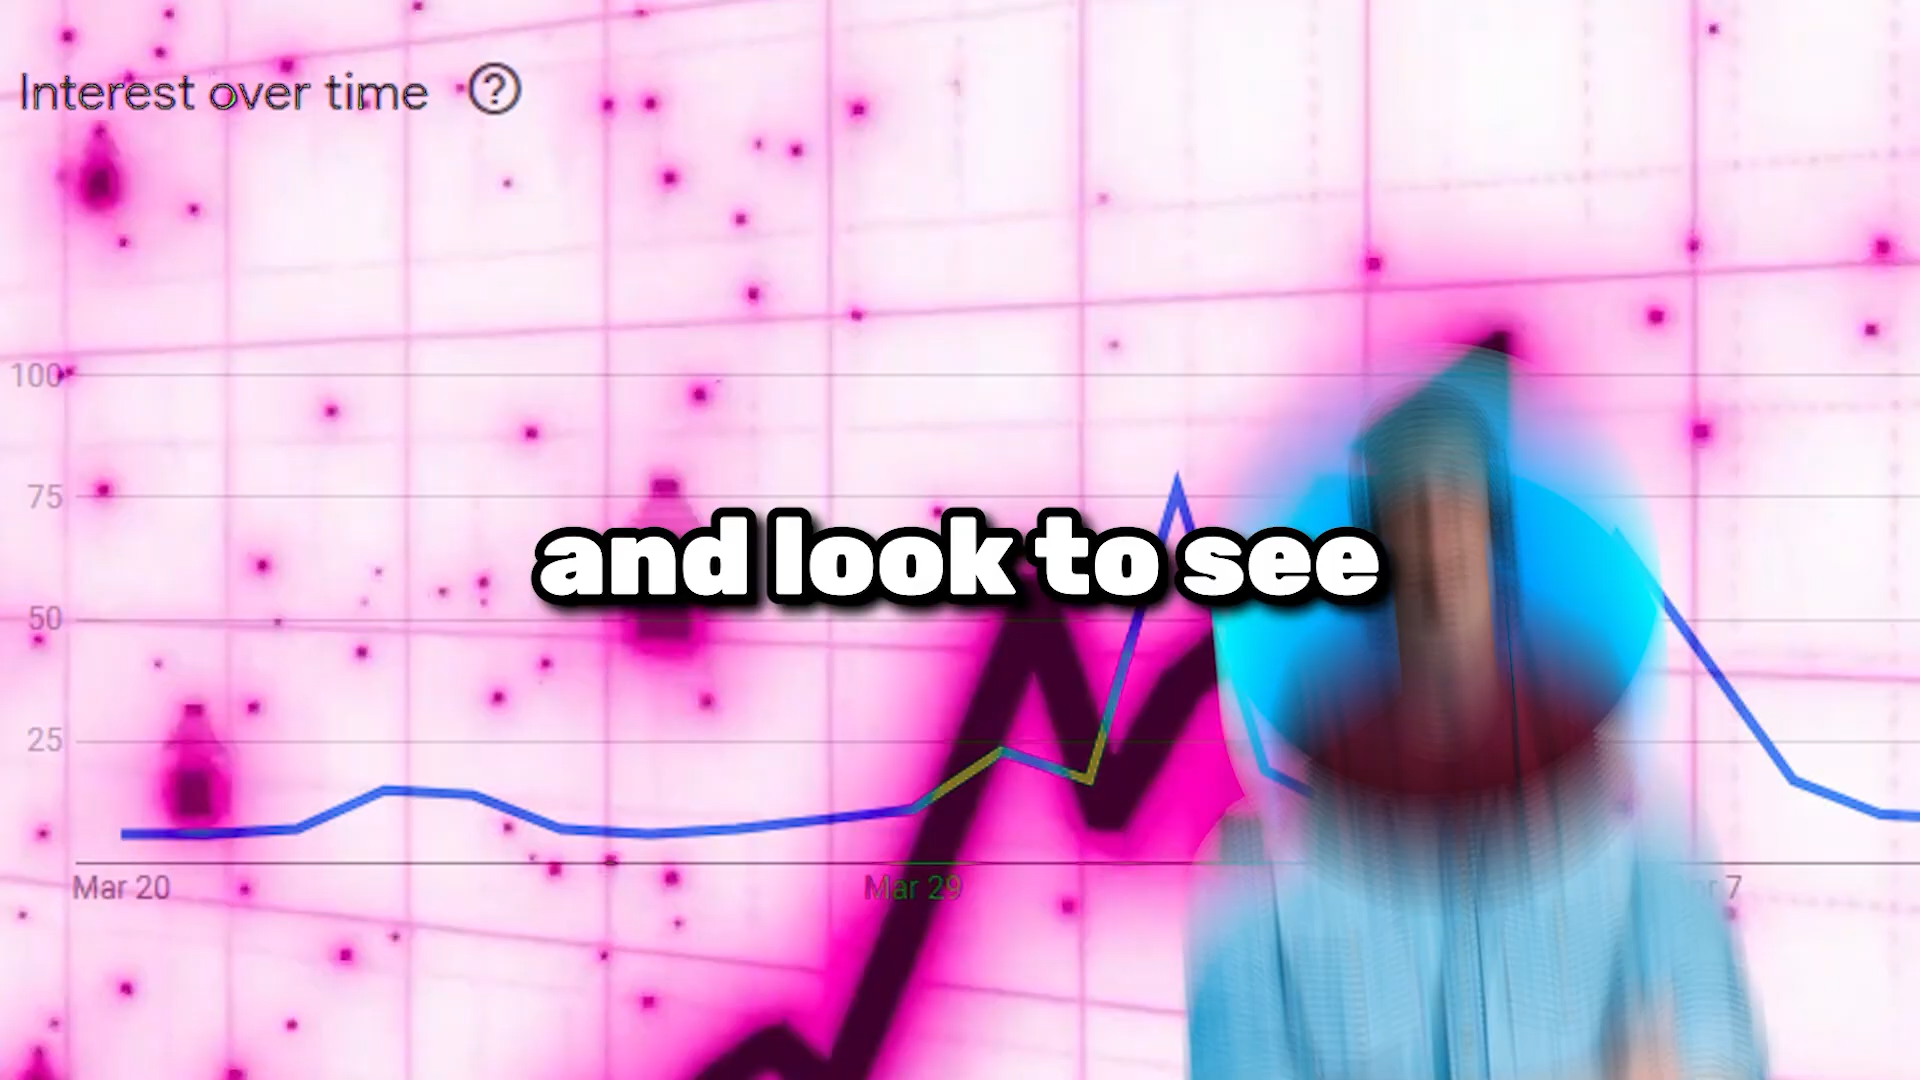 Interest over time ?
100
75
and look to see
50
25
Mar 20
Mar 29